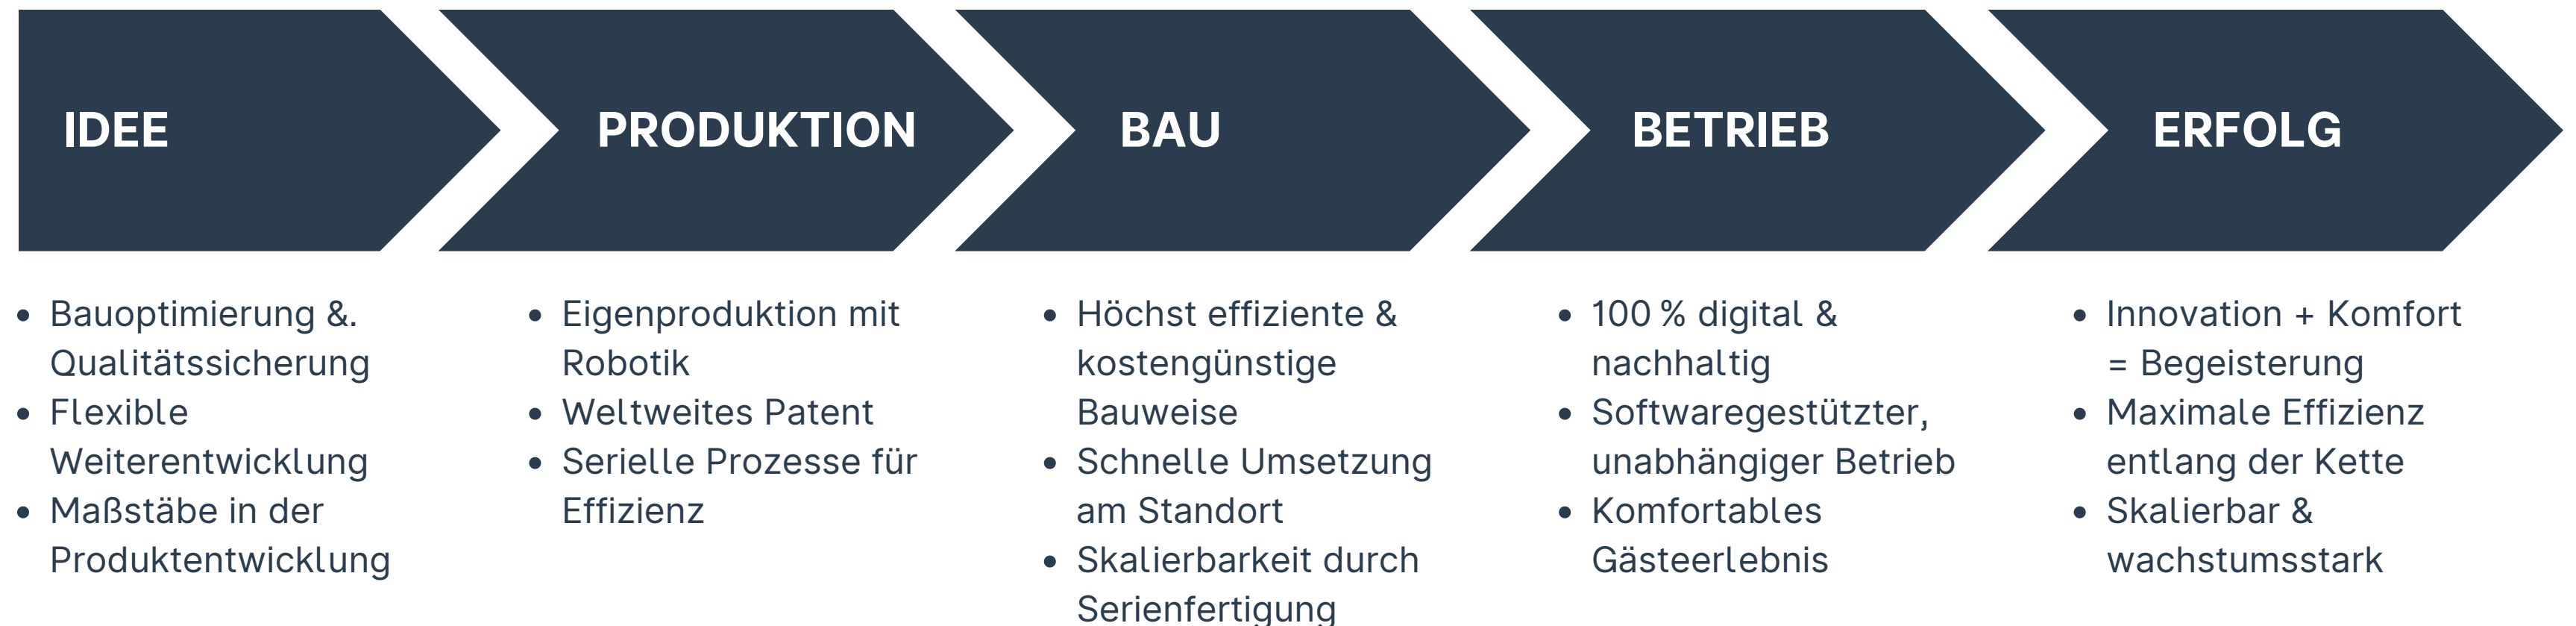 IDEE
PRODUKTION
BAU
BETRIEB
ERFOLG
• Bauoptimierung &.
Qualitätssicherung
• Flexible
Weiterentwicklung
• Maßstäbe in der
Produktentwicklung
• Eigenproduktion mit
Robotik
• Weltweites Patent
• Serielle Prozesse für
Effizienz
• Höchst effiziente &
kostengünstige
Bauweise
• Schnelle Umsetzung
am Standort
• Skalierbarkeit durch
Serienfertigung
• 100 % digital &
nachhaltig
• Softwaregestützter,
unabhängiger Betrieb
• Komfortables
Gästeerlebnis
• Innovation + Komfort
= Begeisterung
• Maximale Effizienz
entlang der Kette
• Skalierbar &
wachstumsstark